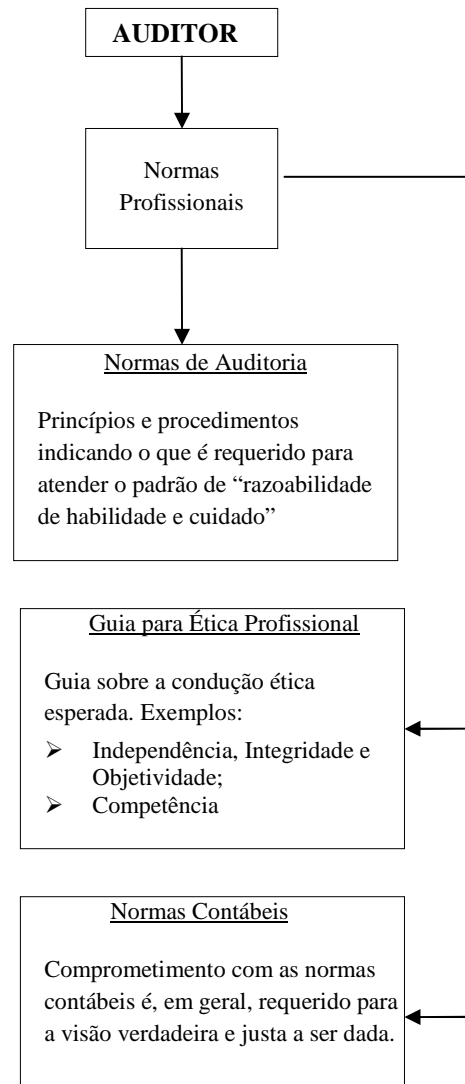 AUDITOR
Normas
Profissionais
Normas de Auditoria
Princípios e procedimentos
indicando o que é requerido para
atender o padrão de “razoabilidade
de habilidade e cuidado”
Guia para Ética Profissional
Guia sobre a condução ética
esperada. Exemplos:
➢ Independência, Integridade e
Objetividade;
➢ Competência
Normas Contábeis
Comprometimento com as normas
contábeis é, em geral, requerido para
a visão verdadeira e justa a ser dada.